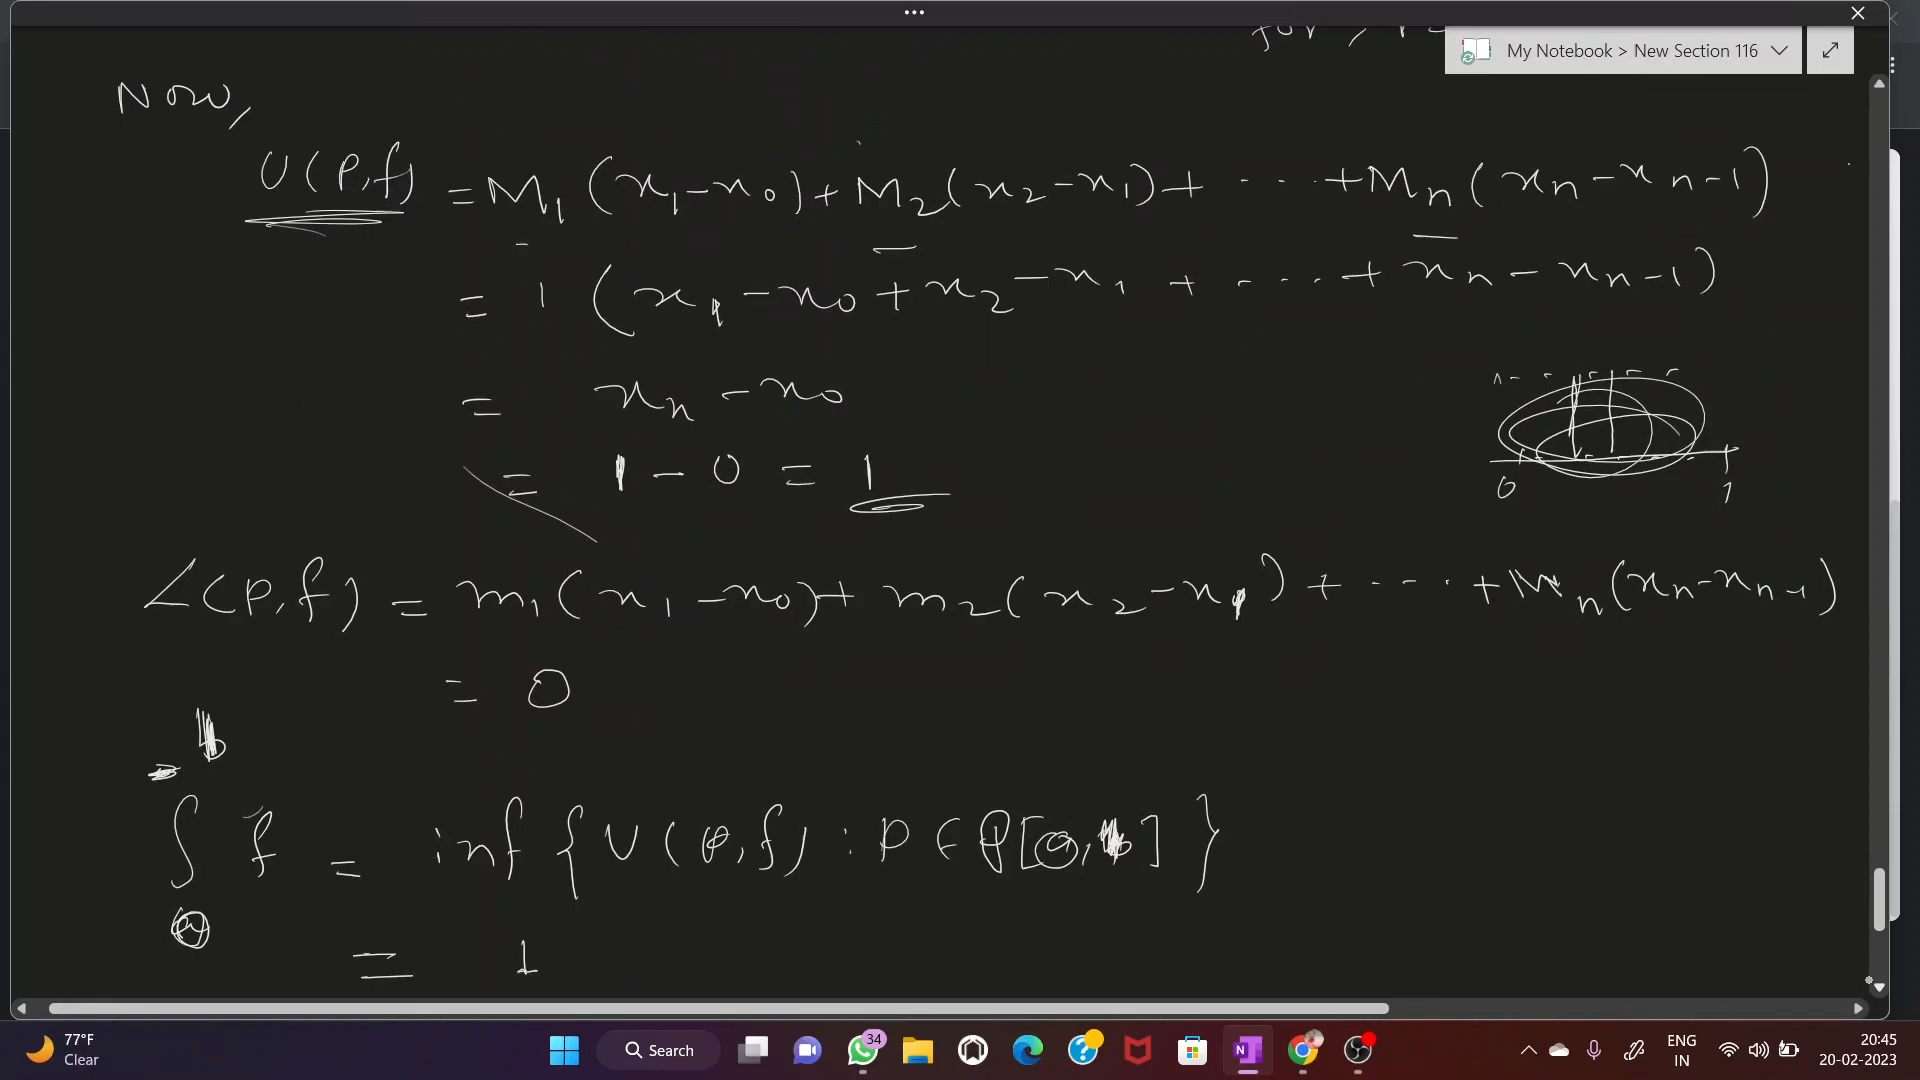 My Notebook > New Section 116
Now,
U(P,f) = M₁(x₁-x₀)+M₂(x₂-x₁)+ ... +Mn(xn-xn-1)
= 1 (x₁-x₀+x₂-x₁ + ... + xn-xn-1)
= xn-x₀
= 1-0 = 1
0 1
L(P,f) = m₁(x₁-x₀)+m₂(x₂-x₁)+ ... +Mn(xn-xn-1)
= 0
∫ f = inf {U(P,f) : P∈P[0, ]}
= 1
77°F
Clear
Search
34
ENG
IN
20:45
20-02-2023